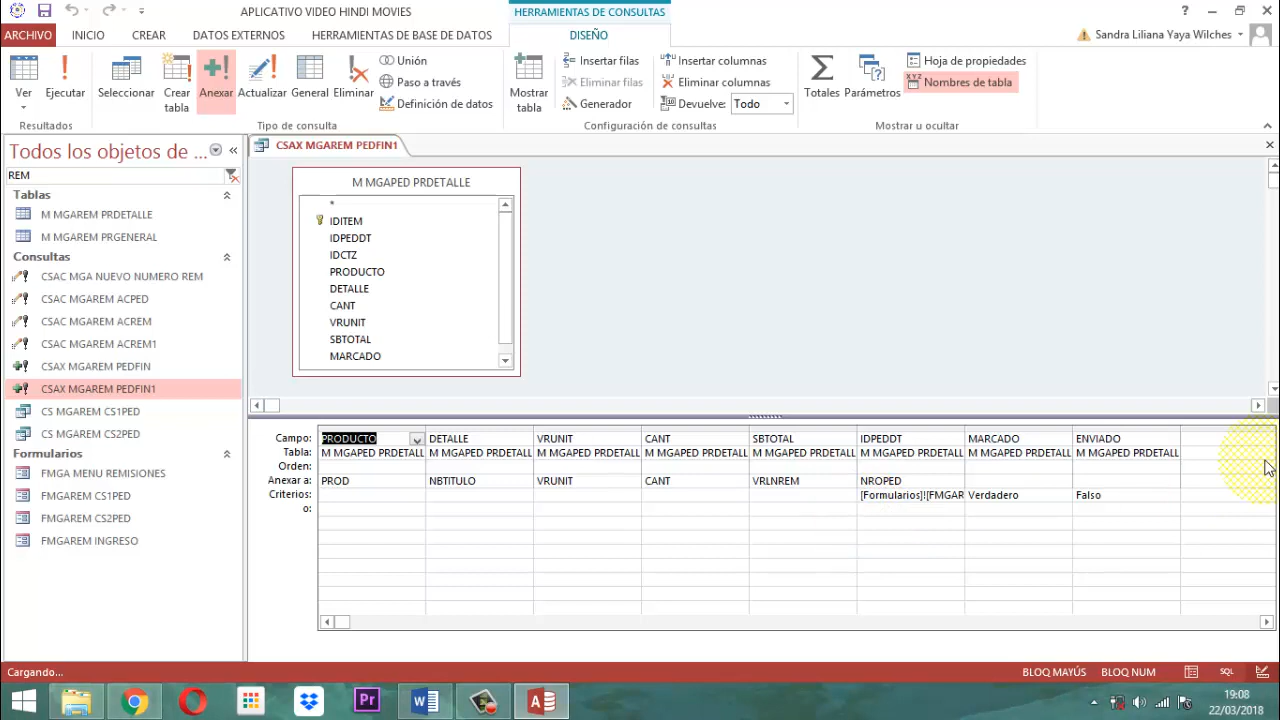 APLICATIVO VIDEO HINDI MOVIES
HERRAMIENTAS DE CONSULTAS
ARCHIVO
INICIO
CREAR
DATOS EXTERNOS
HERRAMIENTAS DE BASE DE DATOS
DISEÑO
Sandra Liliana Yaya Wilches
Ver
Ejecutar
Seleccionar
Crear tabla
Anexar
Actualizar
General
Eliminar
Unión
Paso a través
Definición de datos
Mostrar tabla
Insertar filas
Eliminar filas
Generador
Insertar columnas
Eliminar columnas
Devuelve: Todo
Totales
Parámetros
Hoja de propiedades
Nombres de tabla
Resultados
Tipo de consulta
Configuración de consultas
Mostrar u ocultar
Todos los objetos de ...
REM
Tablas
M MGAREM PRDETALLE
M MGAREM PRGENERAL
Consultas
CSAC MGA NUEVO NUMERO REM
CSAC MGAREM ACPED
CSAC MGAREM ACREM
CSAC MGAREM ACREM1
CSAX MGAREM PEDFIN
CSAX MGAREM PEDFIN1
CS MGAREM CS1PED
CS MGAREM CS2PED
Formularios
FMGA MENU REMISIONES
FMGAREM CS1PED
FMGAREM CS2PED
FMGAREM INGRESO
CSAX MGAREM PEDFIN1
M MGAPED PRDETALLE
*
IDITEM
IDPEDDT
IDCTZ
PRODUCTO
DETALLE
CANT
VRUNIT
SBTOTAL
MARCADO
Campo: PRODUCTO DETALLE VRUNIT CANT SBTOTAL IDPEDDT MARCADO ENVIADO
Tabla: M MGAPED PRDETALL M MGAPED PRDETALL M MGAPED PRDETALL M MGAPED PRDETALL M MGAPED PRDETALL M MGAPED PRDETALL M MGAPED PRDETALL M MGAPED PRDETALL
Orden:
Anexar a: PROD NBTITULO VRUNIT CANT VRLNREM NROPED
Criterios: [Formularios]![FMGAR Verdadero Falso
o:
Cargando...
BLOQ MAYÚS
BLOQ NUM
SQL
19:08
22/03/2018